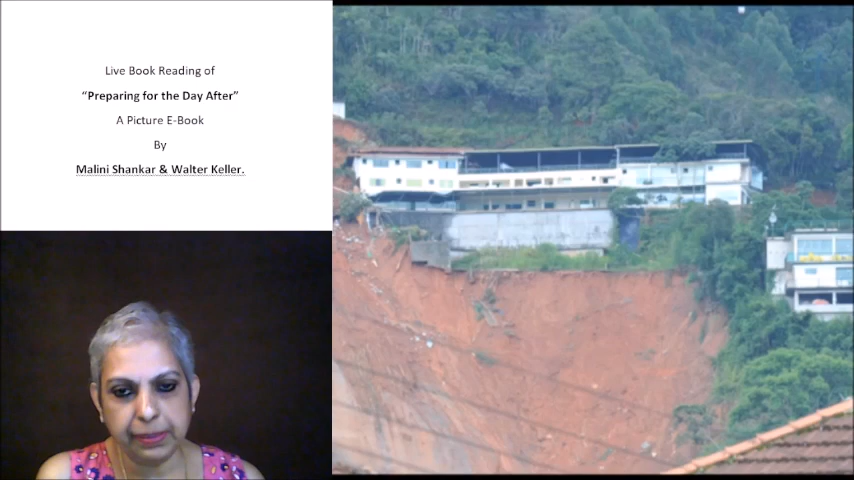 Live Book Reading of
“Preparing for the Day After”
A Picture E-Book
By
Malini Shankar & Walter Keller.